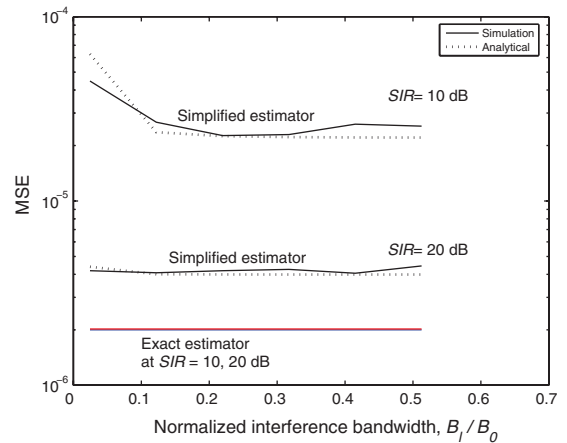 10⁻⁴
Simulation
Analytical
SIR= 10 dB
Simplified estimator
10⁻⁵
MSE
Simplified estimator
SIR= 20 dB
Exact estimator
at SIR = 10, 20 dB
10⁻⁶
0 0.1 0.2 0.3 0.4 0.5 0.6 0.7
Normalized interference bandwidth, B_I / B_0